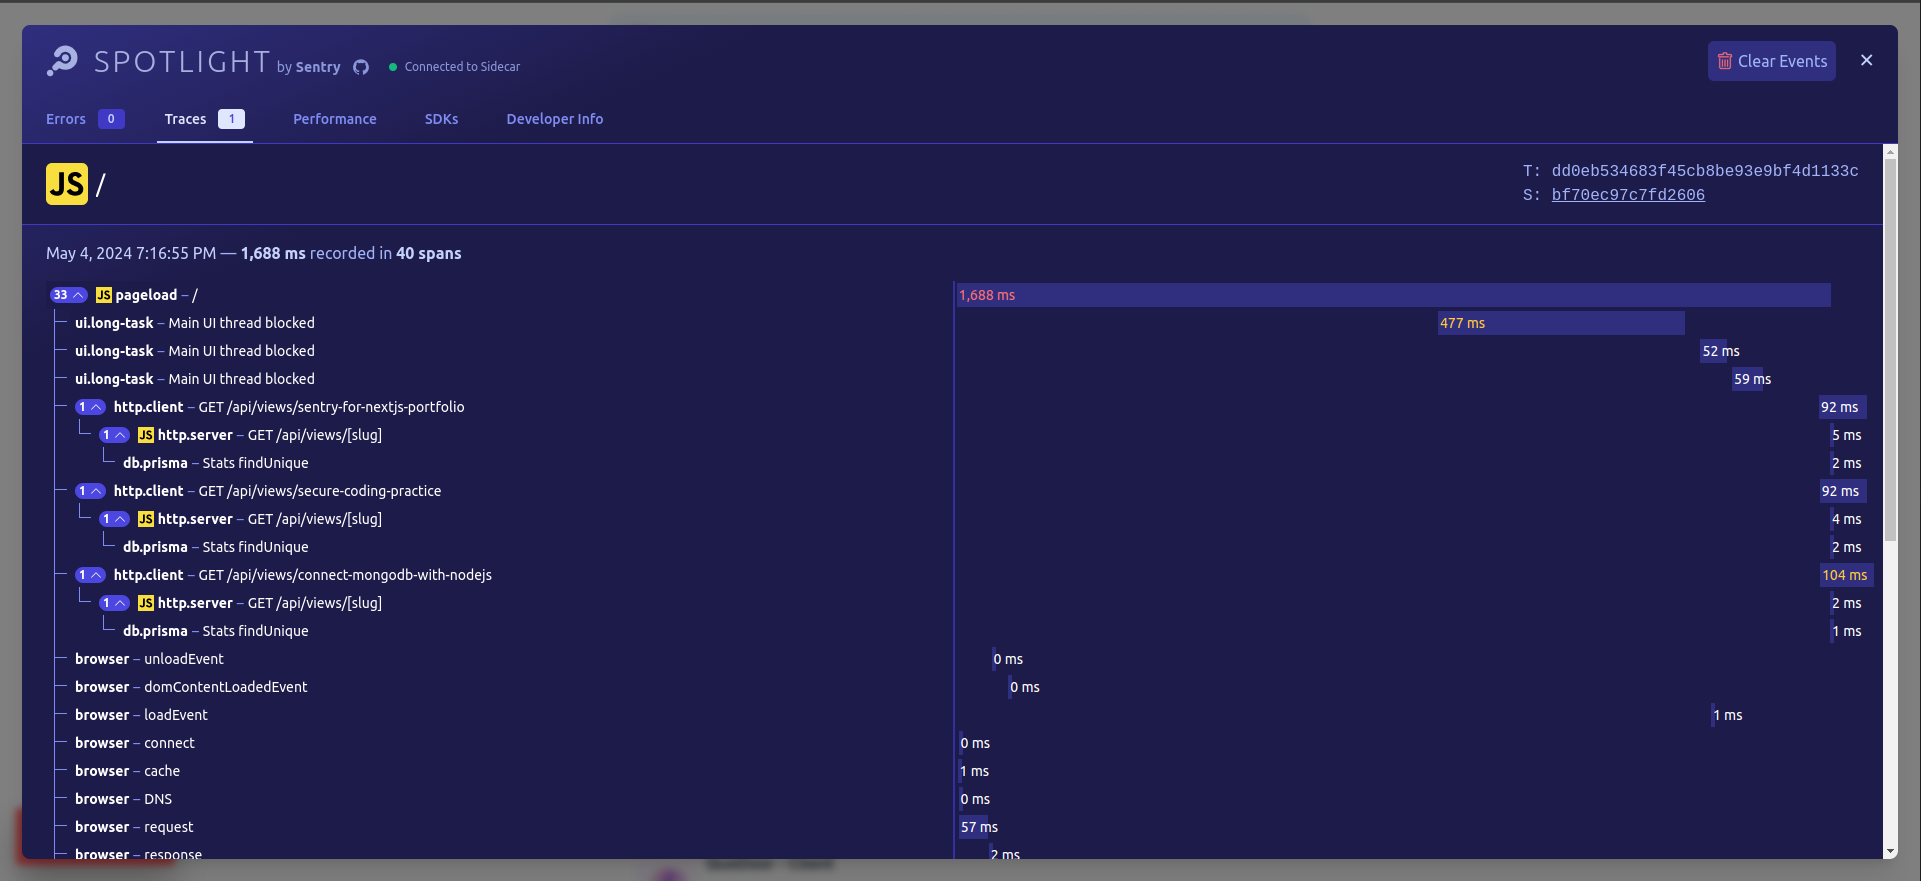 SPOTLIGHT by Sentry Connected to Sidecar Clear Events
Errors 0 Traces 1 Performance SDKs Developer Info
JS / T: dd0eb534683f45cb8be93e9bf4d1133c
S: bf70ec97c7fd2606
May 4, 2024 7:16:55 PM — 1,688 ms recorded in 40 spans
33 JS pageload – / 1,688 ms
ui.long-task – Main UI thread blocked 477 ms
ui.long-task – Main UI thread blocked 52 ms
ui.long-task – Main UI thread blocked 59 ms
1 http.client – GET /api/views/sentry-for-nextjs-portfolio 92 ms
1 JS http.server – GET /api/views/[slug] 5 ms
db.prisma – Stats findUnique 2 ms
1 http.client – GET /api/views/secure-coding-practice 92 ms
1 JS http.server – GET /api/views/[slug] 4 ms
db.prisma – Stats findUnique 2 ms
1 http.client – GET /api/views/connect-mongodb-with-nodejs 104 ms
1 JS http.server – GET /api/views/[slug] 2 ms
db.prisma – Stats findUnique 1 ms
browser – unloadEvent 0 ms
browser – domContentLoadedEvent 0 ms
browser – loadEvent 1 ms
browser – connect 0 ms
browser – cache 1 ms
browser – DNS 0 ms
browser – request 57 ms
browser – response 2 ms